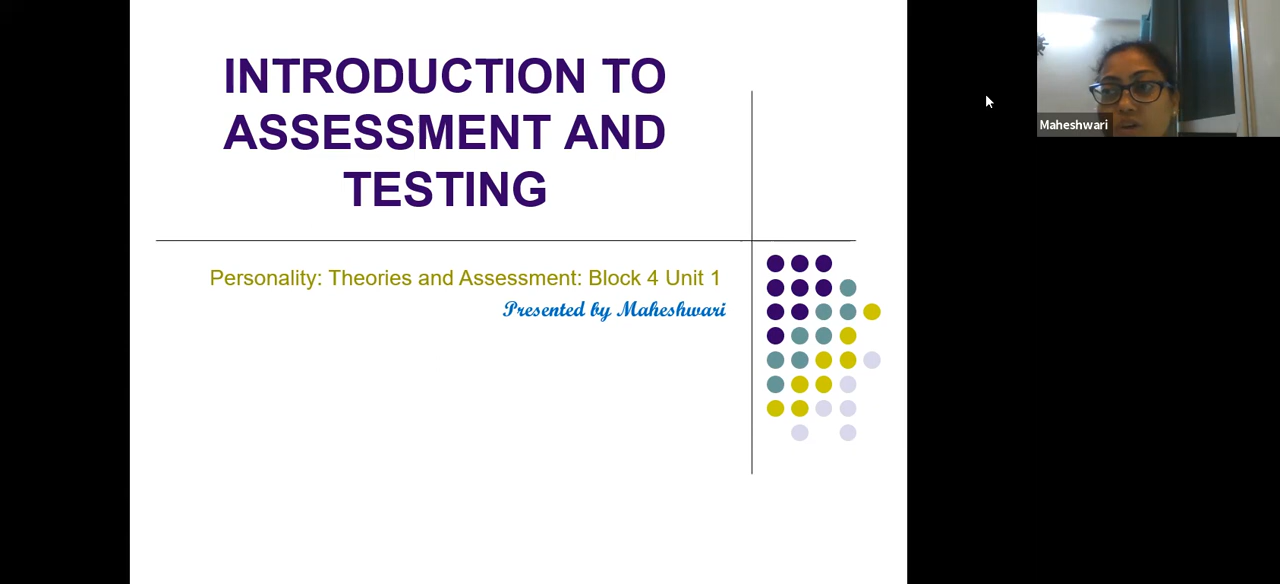 INTRODUCTION TO
ASSESSMENT AND
TESTING
Personality: Theories and Assessment: Block 4 Unit 1
Presented by Maheshwari
Maheshwari